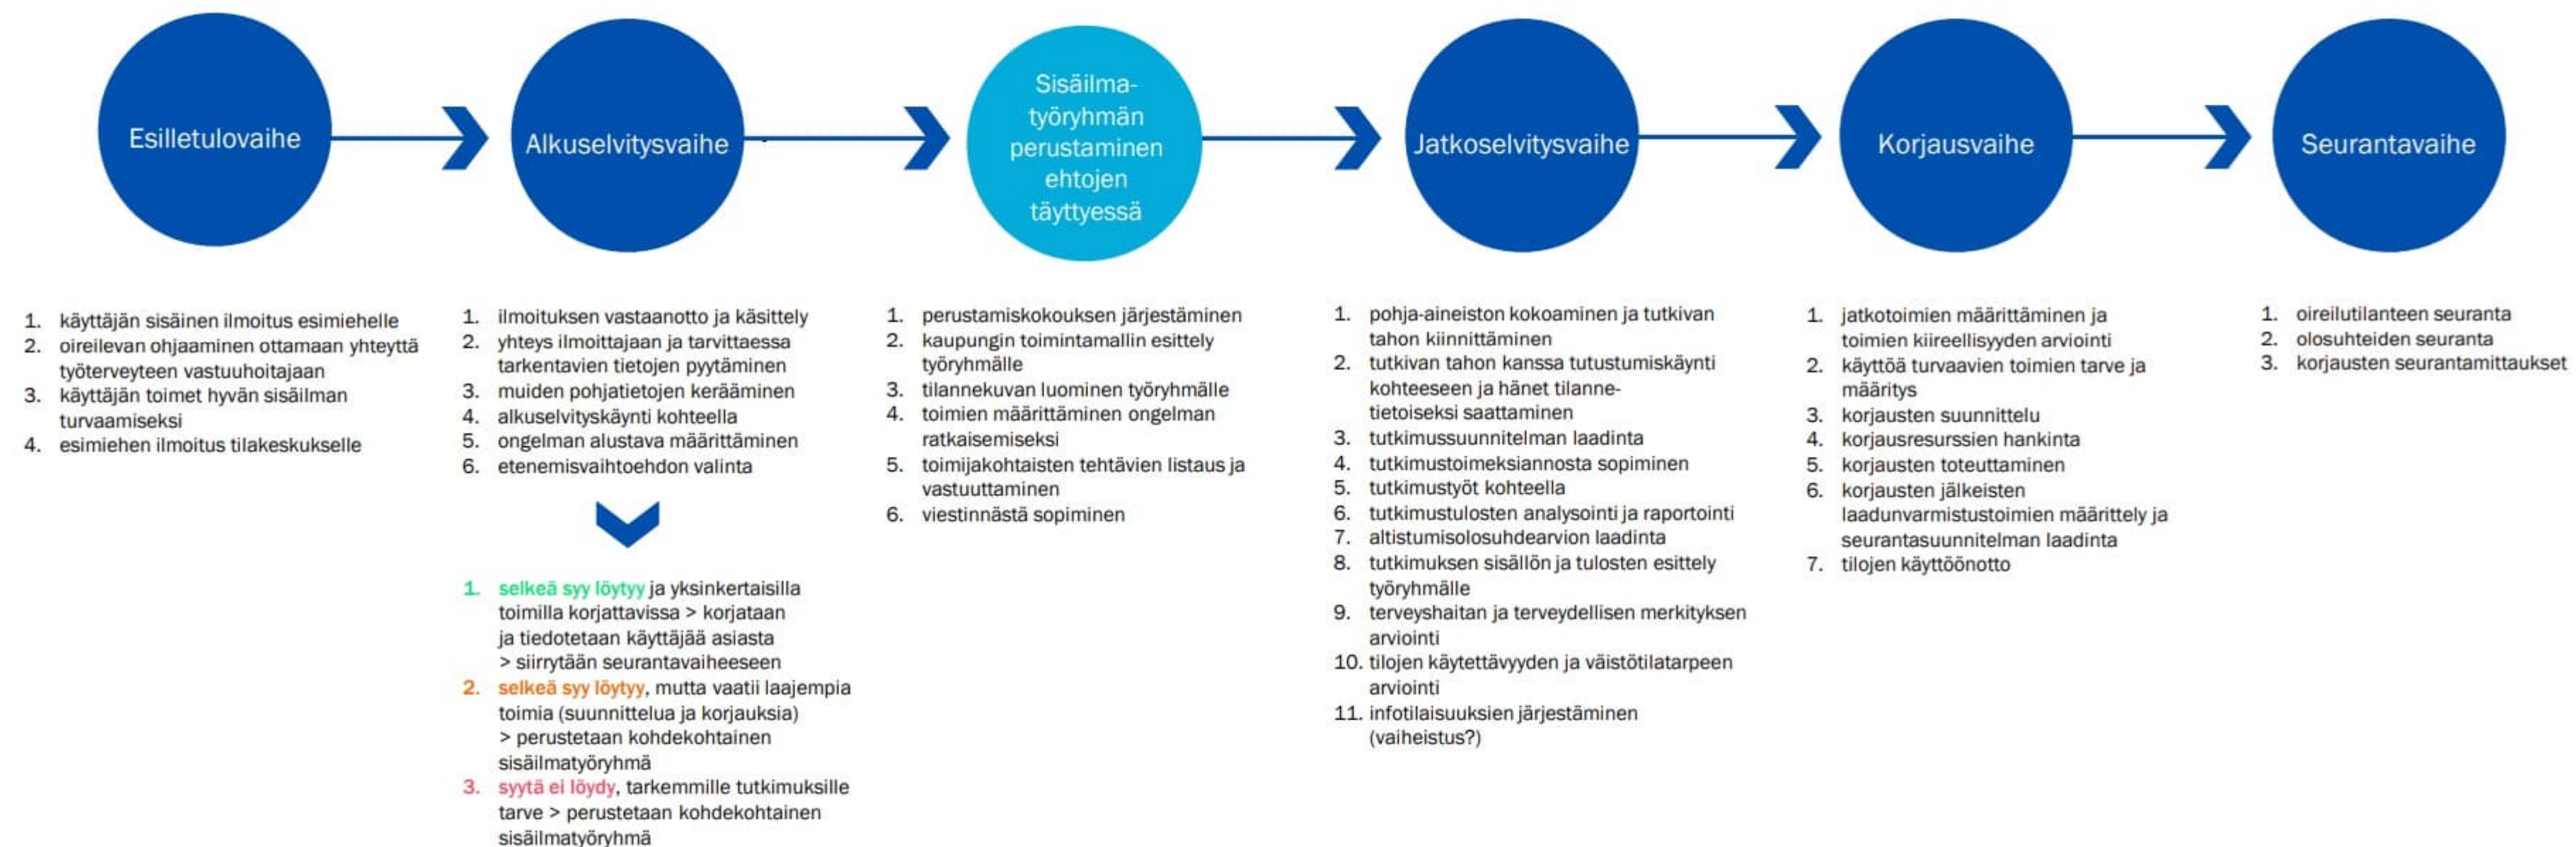 Esilletulovaihe
1. käyttäjän sisäinen ilmoitus esimiehelle
2. oireilevan ohjaaminen ottamaan yhteyttä
työterveyteen vastuuhoitajaan
3. käyttäjän toimet hyvän sisäilman
turvaamiseksi
4. esimiehen ilmoitus tilakeskukselle
Alkuselvitysvaihe
1. ilmoituksen vastaanotto ja käsittely
2. yhteys ilmoittajaan ja tarvittaessa
tarkentavien tietojen pyytäminen
3. muiden pohjatietojen kerääminen
4. alkuselvityskäynti kohteella
5. ongelman alustava määrittäminen
6. etenemisvaihtoehdon valinta
1. selkeä syy löytyy ja yksinkertaisilla
toimilla korjattavissa > korjataan
ja tiedotetaan käyttäjää asiasta
> siirrytään seurantavaiheeseen
2. selkeä syy löytyy, mutta vaatii laajempia
toimia (suunnittelua ja korjauksia)
> perustetaan kohdekohtainen
sisäilmatyöryhmä
3. syytä ei löydy, tarkemmille tutkimuksille
tarve > perustetaan kohdekohtainen
sisäilmatyöryhmä
Sisäilma-
työryhmän
perustaminen
ehtojen
täyttyessä
1. perustamiskokouksen järjestäminen
2. kaupungin toimintamallin esittely
työryhmälle
3. tilannekuvan luominen työryhmälle
4. toimien määrittäminen ongelman
ratkaisemiseksi
5. toimijakohtaisten tehtävien listaus ja
vastuuttaminen
6. viestinnästä sopiminen
Jatkoselvitysvaihe
1. pohja-aineiston kokoaminen ja tutkivan
tahon kiinnittäminen
2. tutkivan tahon kanssa tutustumiskäynti
kohteeseen ja hänet tilanne-
tietoiseksi saattaminen
3. tutkimussuunnitelman laadinta
4. tutkimustoimeksiannosta sopiminen
5. tutkimustyöt kohteella
6. tutkimustulosten analysointi ja raportointi
7. altistumisolosuhdearvion laadinta
8. tutkimuksen sisällön ja tulosten esittely
työryhmälle
9. terveyshaitan ja terveydellisen merkityksen
arviointi
10. tilojen käytettävyyden ja väistötilatarpeen
arviointi
11. infotilaisuuksien järjestäminen
(vaiheistus?)
Korjausvaihe
1. jatkotoimien määrittäminen ja
toimien kiireellisyyden arviointi
2. käyttöä turvaavien toimien tarve ja
määritys
3. korjausten suunnittelu
4. korjausresurssien hankinta
5. korjausten toteuttaminen
6. korjausten jälkeisten
laadunvarmistustoimien määrittely ja
seurantasuunnitelman laadinta
7. tilojen käyttöönotto
Seurantavaihe
1. oireilutilanteen seuranta
2. olosuhteiden seuranta
3. korjausten seurantamittaukset